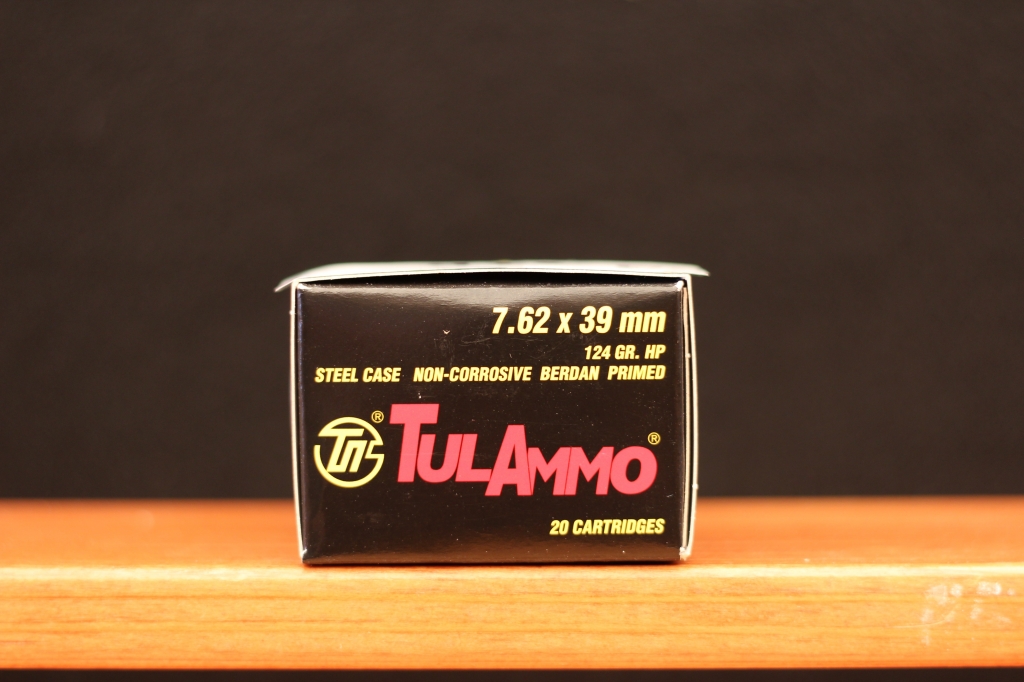 7.62 x 39 mm
124 GR. HP
STEEL CASE NON-CORROSIVE BERDAN PRIMED
® TULAMMO ®
20 CARTRIDGES